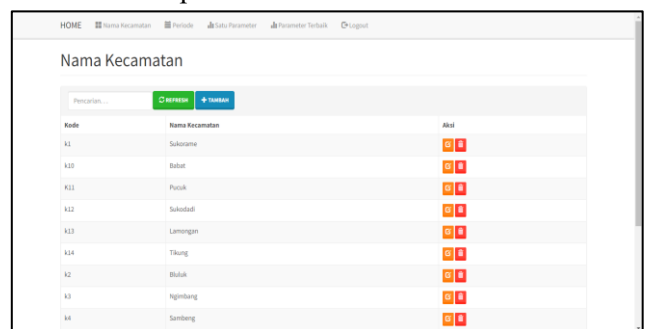 HOME Nama Kecamatan Periode Satu Parameter Parameter Terbaik Logout
Nama Kecamatan
Pencarian... REFRESH TAMBAH
Kode Nama Kecamatan Aksi
k1 Sukorame
k10 Babat
K11 Pucuk
k12 Sukodadi
k13 Lamongan
k14 Tikung
k2 Bluluk
k3 Ngimbang
k4 Sambeng